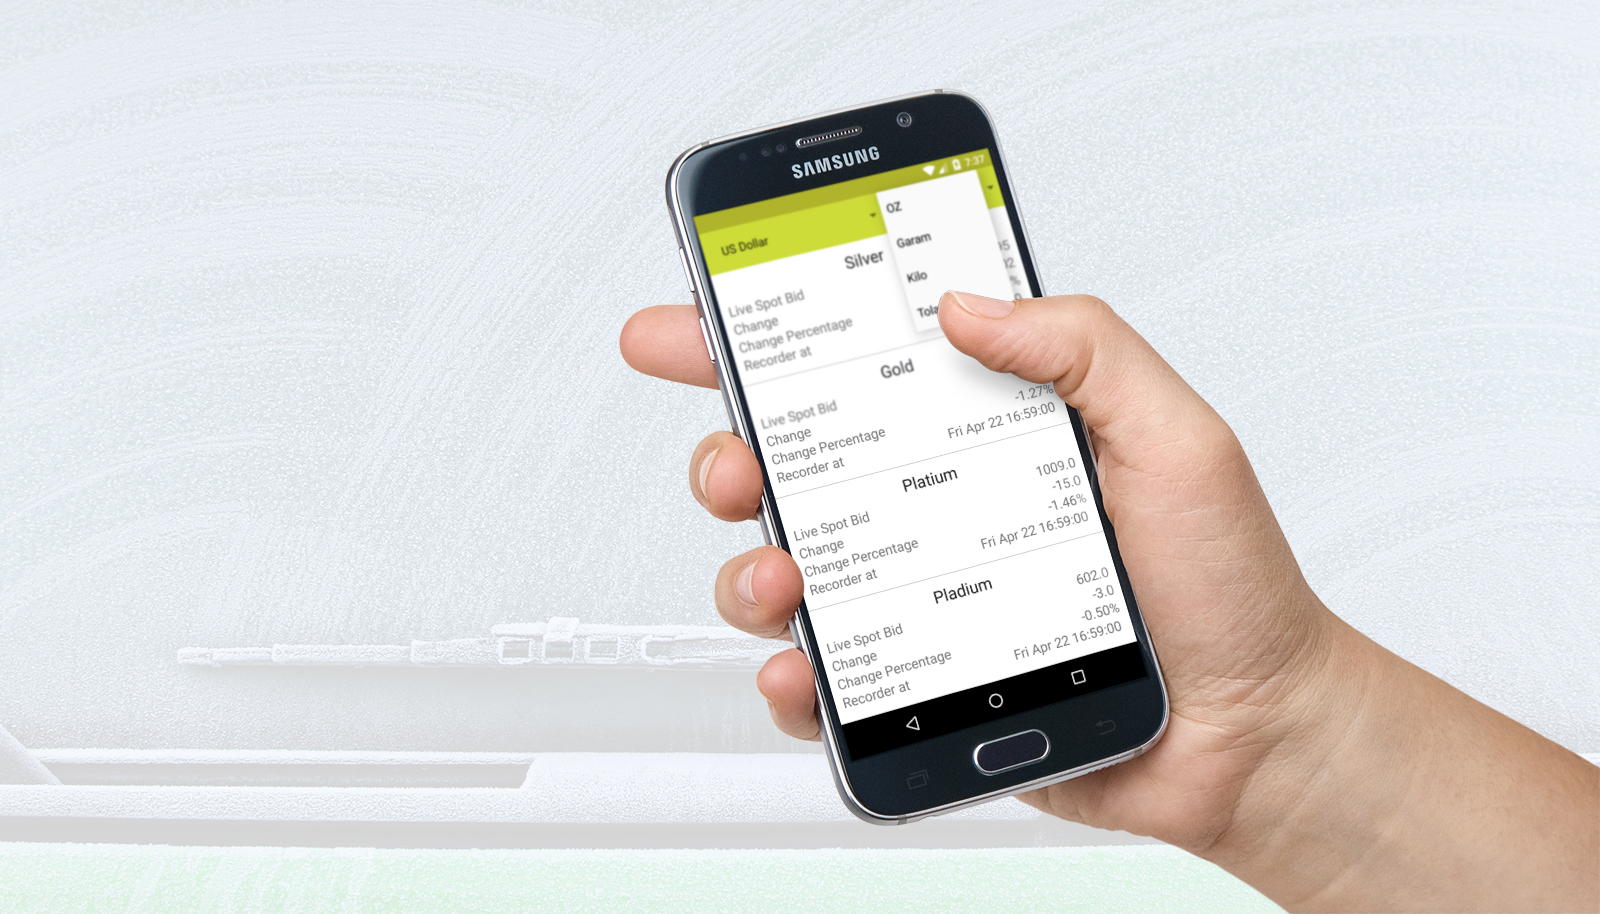 SAMSUNG
7:37
US Dollar
OZ
Garam
Kilo
Silver
Live Spot Bid
Change
Change Percentage
%
Recorder at
Gold
Live Spot Bid
Change
Change Percentage
-1.27%
Recorder at
Fri Apr 22 16:59:00
Platium
Live Spot Bid
1009.0
Change
-15.0
Change Percentage
-1.46%
Recorder at
Fri Apr 22 16:59:00
Pladium
Live Spot Bid
602.0
Change
-3.0
Change Percentage
-0.50%
Recorder at
Fri Apr 22 16:59:00